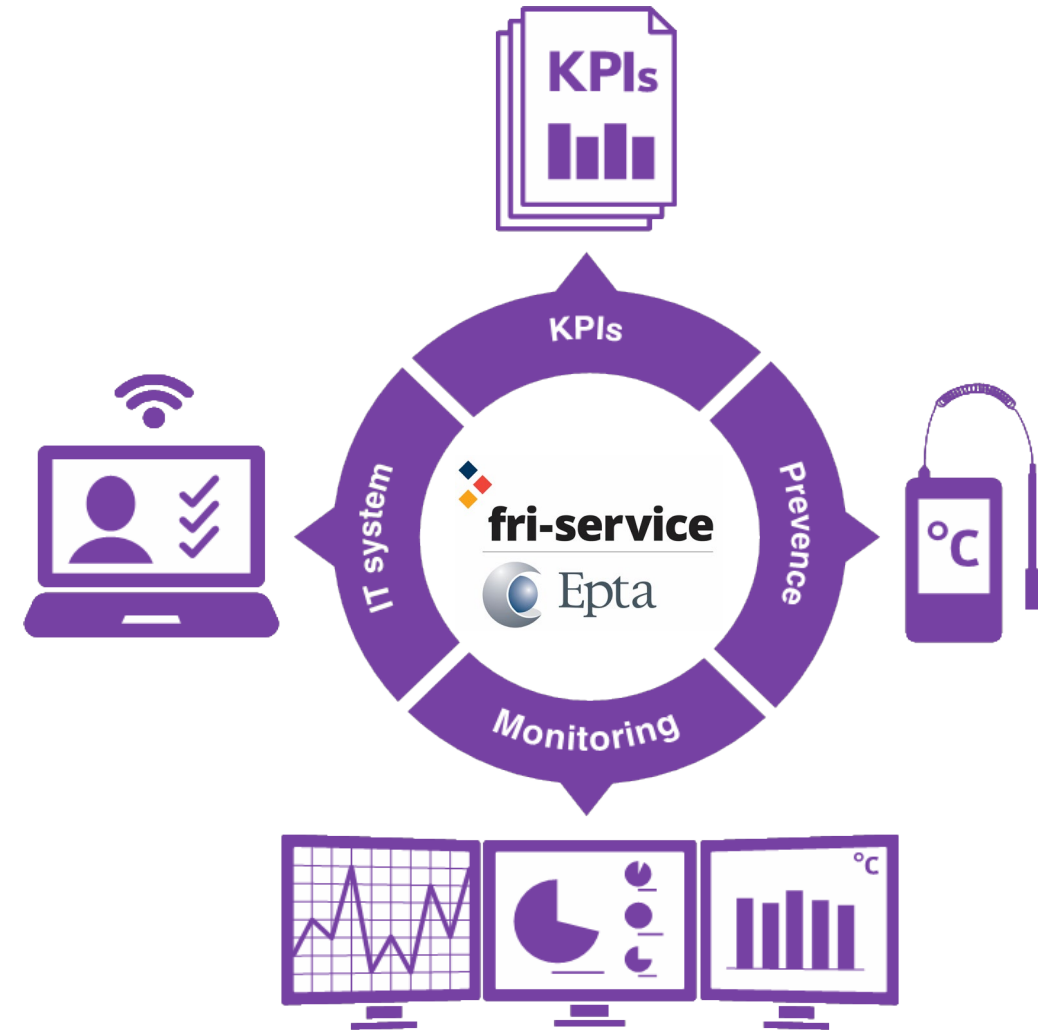 KPIs
KPIs
IT system
Prevence
°C
fri-service
Epta
Monitoring
°C